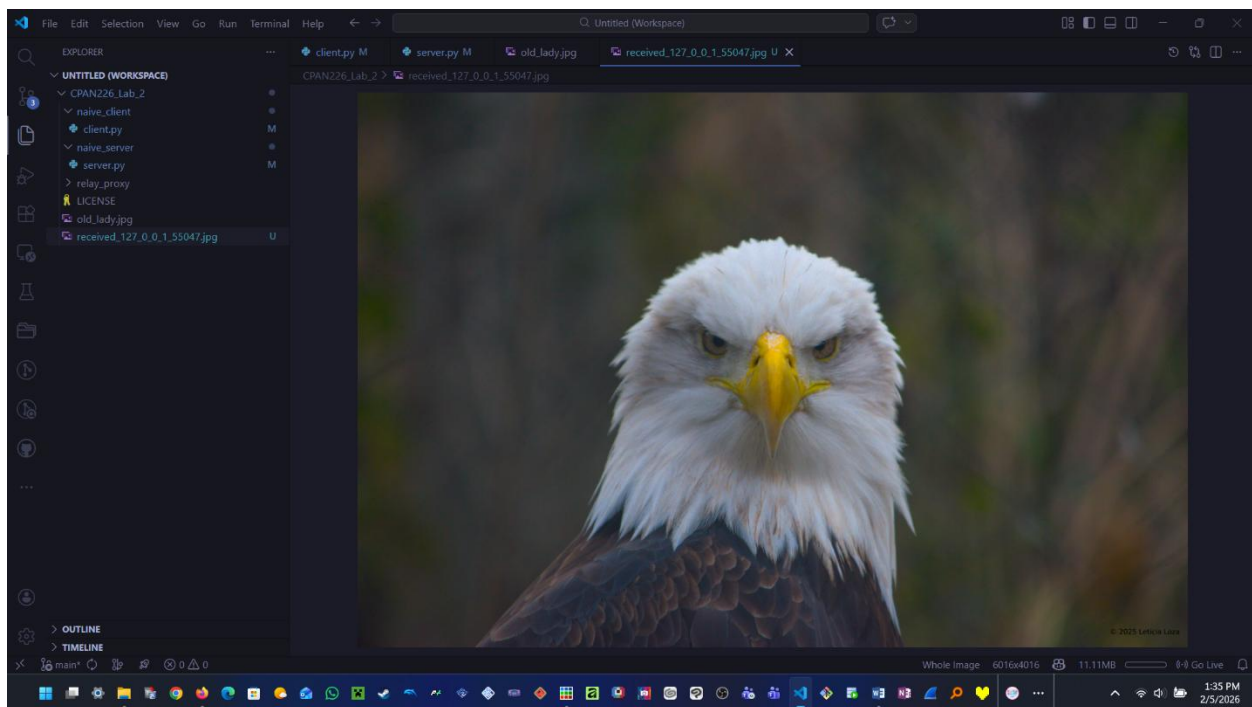 File Edit Selection View Go Run Terminal Help
Untitled (Workspace)
EXPLORER
client.py M
server.py M
old_lady.jpg
received_127_0_0_1_55047.jpg U
UNTITLED (WORKSPACE)
CPAN226_Lab_2 > received_127_0_0_1_55047.jpg
CPAN226_Lab_2
3
naive_client
client.py M
naive_server
server.py M
relay_proxy
LICENSE
old_lady.jpg
received_127_0_0_1_55047.jpg U
© 2025 Leticia
OUTLINE
TIMELINE
main* 0 0
Whole Image 6016x4016 11.11MB Go Live
1:35 PM
2/5/2026